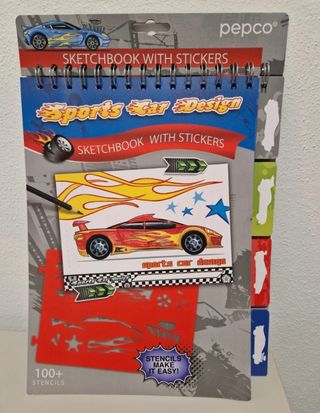 pepco®
SKETCHBOOK WITH STICKERS
Sports Car Design
SKETCHBOOK WITH STICKERS
sports car design
STENCILS
MAKE
IT EASY!
100+
STENCILS